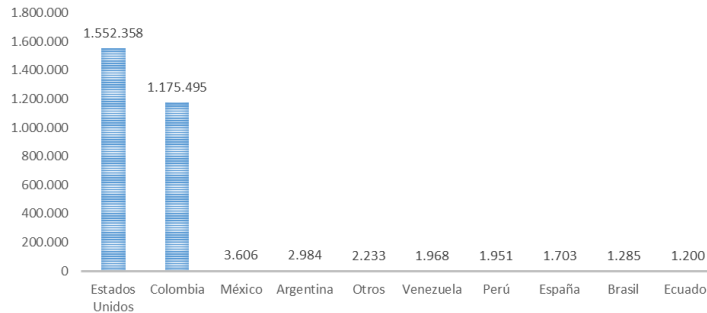 1.800.000
1.600.000
1.400.000
1.200.000
1.000.000
800.000
600.000
400.000
200.000
0
1.552.358
1.175.495
3.606
2.984
2.233
1.968
1.951
1.703
1.285
1.200
Estados
Unidos
Colombia
México
Argentina
Otros
Venezuela
Perú
España
Brasil
Ecuado